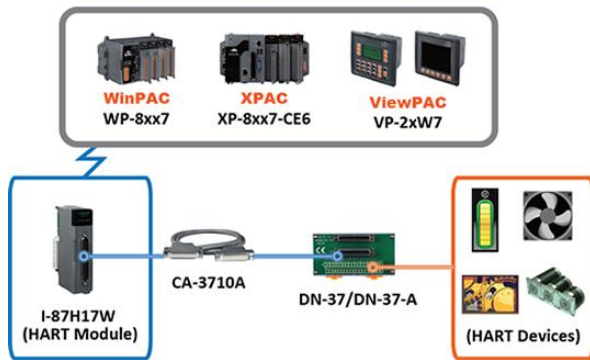 WinPAC
WP-8xx7
XPAC
XP-8xx7-CE6
ViewPAC
VP-2xW7
I-87H17W
(HART Module)
CA-3710A
DN-37/DN-37-A
(HART Devices)